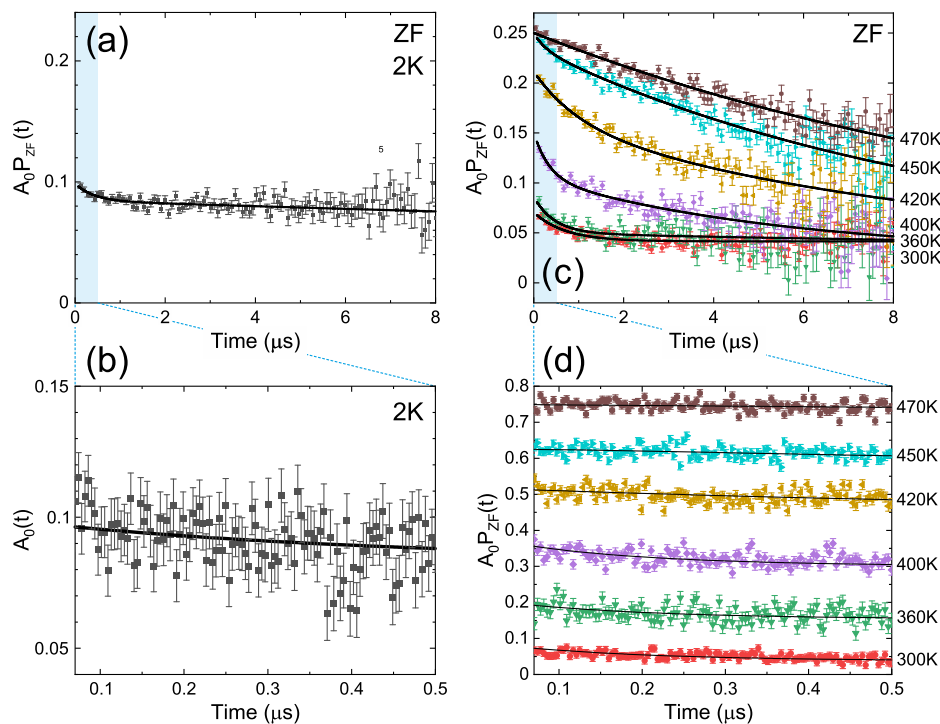 (a)
ZF
2K
0.2
0.1
0
A₀P_ZF(t)
5
0
2
4
6
8
Time (μs)
(c)
ZF
0.25
0.2
0.15
0.1
0.05
0
A₀P_ZF(t)
470K
450K
420K
400K
360K
300K
0
2
4
6
8
Time (μs)
(b)
2K
0.15
0.1
0.05
A₀(t)
0.1
0.2
0.3
0.4
0.5
Time (μs)
(d)
0.8
0.7
0.6
0.5
0.4
0.3
0.2
0.1
0
A₀P_ZF(t)
470K
450K
420K
400K
360K
300K
0.1
0.2
0.3
0.4
0.5
Time (μs)